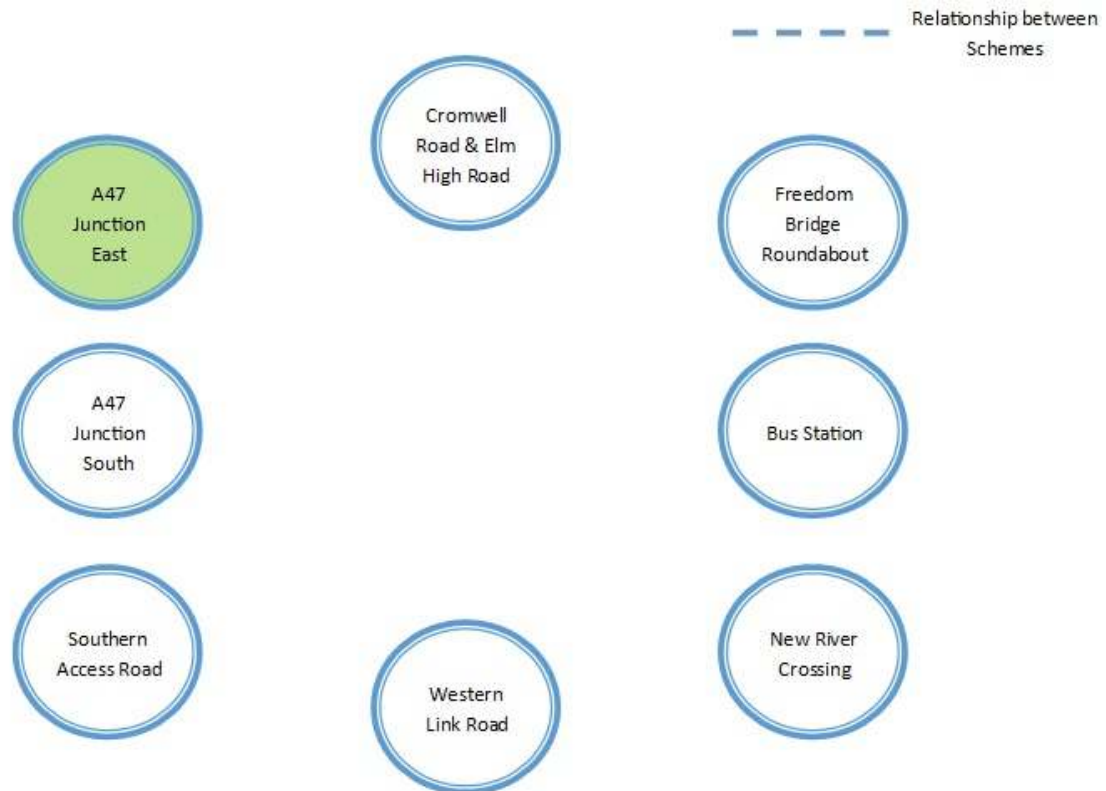 Relationship between
Schemes
Cromwell
Road & Elm
High Road
A47
Junction
East
Freedom
Bridge
Roundabout
A47
Junction
South
Bus Station
Southern
Access Road
New River
Crossing
Western
Link Road